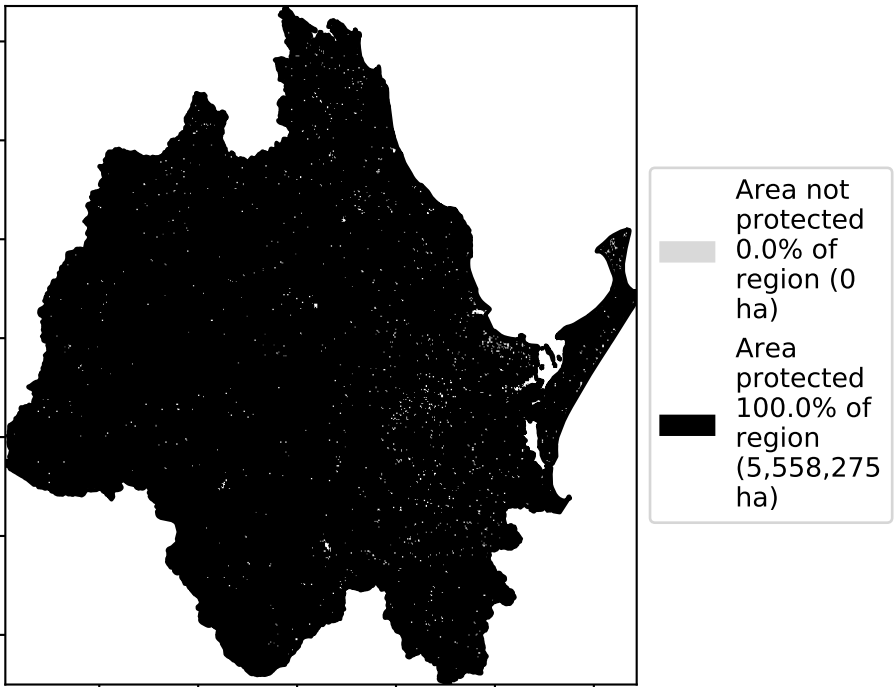 Area not
protected
0.0% of
region (0
ha)
Area
protected
100.0% of
region
(5,558,275
ha)